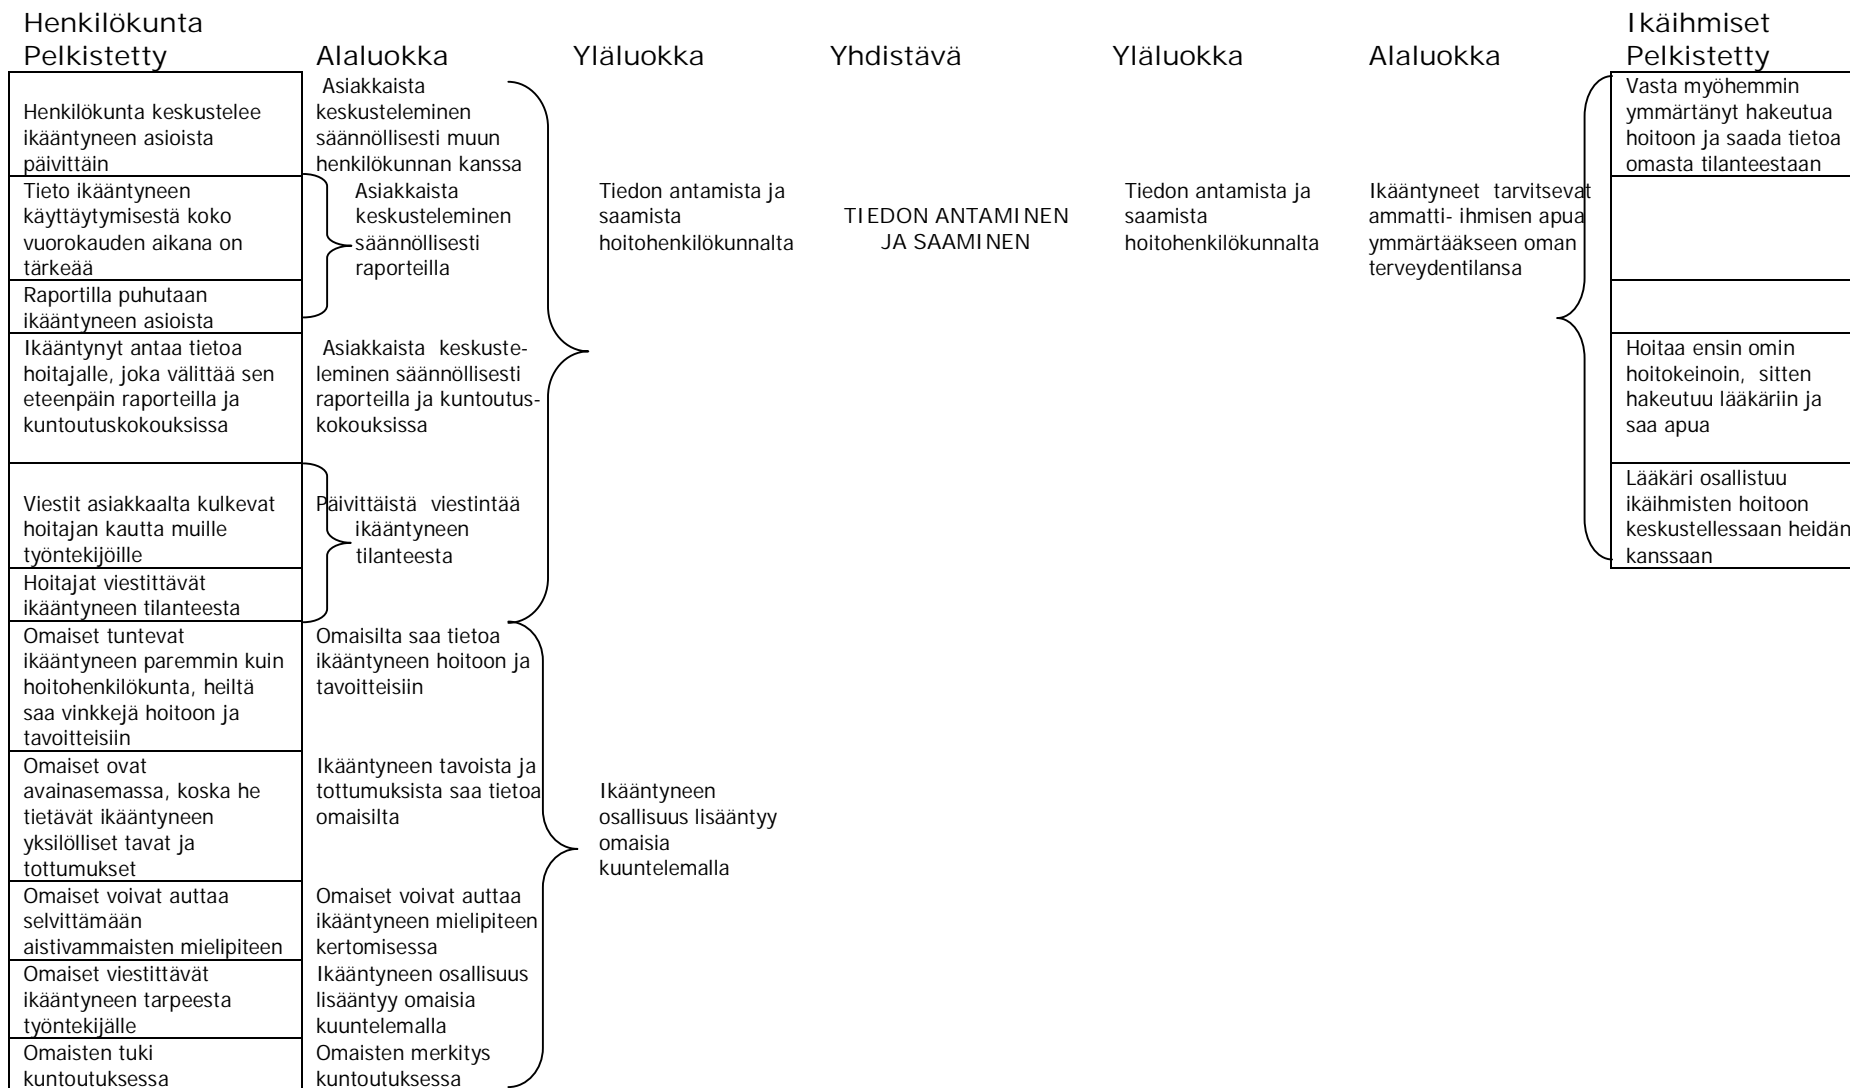 Henkilökunta
Pelkistetty
Alaluokka
Yläluokka
Yhdistävä
Yläluokka
Alaluokka
Ikäihmiset
Pelkistetty
Henkilökunta keskustelee
ikääntyneen asioista
päivittäin
Asiakkaista
keskusteleminen
säännöllisesti muun
henkilökunnan kanssa
Vasta myöhemmin
ymmärtänyt hakeutua
hoitoon ja saada tietoa
omasta tilanteestaan
Tieto ikääntyneen
käyttäytymisestä koko
vuorokauden aikana on
tärkeää
Asiakkaista
keskusteleminen
säännöllisesti
raporteilla
Tiedon antamista ja
saamista
hoitohenkilökunnalta
TIEDON ANTAMINEN
JA SAAMINEN
Tiedon antamista ja
saamista
hoitohenkilökunnalta
Ikääntyneet tarvitsevat
ammatti- ihmisen apua
ymmärtääkseen oman
terveydentilansa
Raportilla puhutaan
ikääntyneen asioista
Ikääntynyt antaa tietoa
hoitajalle, joka välittää sen
eteenpäin raporteilla ja
kuntoutuskokouksissa
Asiakkaista keskuste-
leminen säännöllisesti
raporteilla ja kuntoutus-
kokouksissa
Hoitaa ensin omin
hoitokeinoin, sitten
hakeutuu lääkäriin ja
saa apua
Viestit asiakkaalta kulkevat
hoitajan kautta muille
työntekijöille
Päivittäistä viestintää
ikääntyneen
tilanteesta
Lääkäri osallistuu
ikäihmisten hoitoon
keskustellessaan heidän
kanssaan
Hoitajat viestittävät
ikääntyneen tilanteesta
Omaiset tuntevat
ikääntyneen paremmin kuin
hoitohenkilökunta, heiltä
saa vinkkejä hoitoon ja
tavoitteisiin
Omaisilta saa tietoa
ikääntyneen hoitoon ja
tavoitteisiin
Omaiset ovat
avainasemassa, koska he
tietävät ikääntyneen
yksilölliset tavat ja
tottumukset
Ikääntyneen tavoista ja
tottumuksista saa tietoa
omaisilta
Ikääntyneen
osallisuus lisääntyy
omaisia
kuuntelemalla
Omaiset voivat auttaa
selvittämään
aistivammaisten mielipiteen
Omaiset voivat auttaa
ikääntyneen mielipiteen
kertomisessa
Omaiset viestittävät
ikääntyneen tarpeesta
työntekijälle
Ikääntyneen osallisuus
lisääntyy omaisia
kuuntelemalla
Omaisten tuki
kuntoutuksessa
Omaisten merkitys
kuntoutuksessa